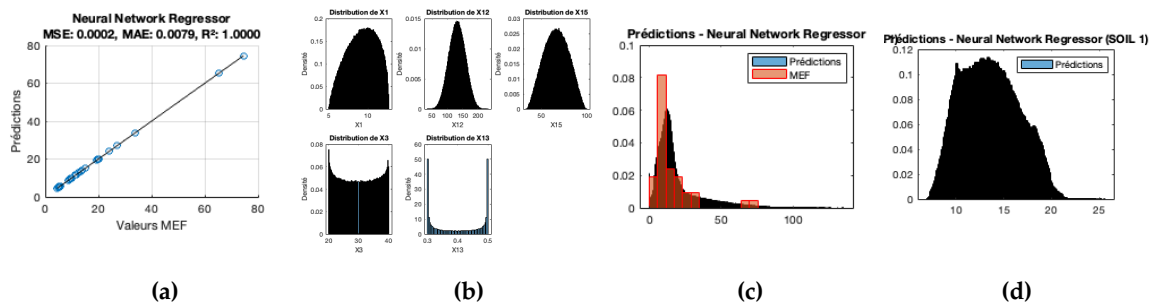 Neural Network Regressor
MSE: 0.0002, MAE: 0.0079, R²: 1.0000
Prédictions
80
60
40
20
0
0 20 40 60 80
Valeurs MEF
(a)
Distribution de X1
Densité
0.2
0.15
0.1
0.05
0
5 10
X1
Distribution de X12
Densité
0.015
0.01
0.005
0
50 100 150 200
X12
Distribution de X15
Densité
0.03
0.02
0.01
0
50 100
X15
Distribution de X3
Densité
0.08
0.06
0.04
0.02
0
20 30 40
X3
Distribution de X13
Densité
60
50
40
30
20
10
0
0.3 0.4 0.5
X13
(b)
Prédictions - Neural Network Regressor
0.1
0.08
0.06
0.04
0.02
0
0 50 100
Prédictions
MEF
(c)
Prédictions - Neural Network Regressor (SOIL 1)
0.12
0.1
0.08
0.06
0.04
0.02
0
10 15 20 25
Prédictions
(d)